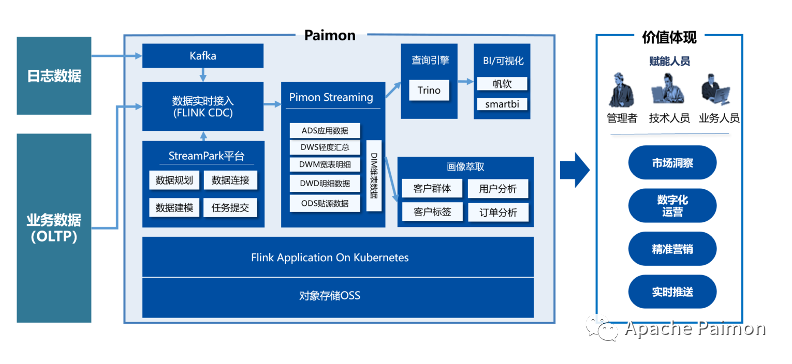 Paimon
日志数据
业务数据
(OLTP)
Kafka
数据实时接入
(FLINK CDC)
StreamPark平台
数据规划
数据连接
数据建模
任务提交
Pimon Streaming
ADS应用数据
DWS轻度汇总
DWM宽表明细
DWD明细数据
ODS贴源数据
DIM维表数据
查询引擎
Trino
BI/可视化
帆软
smartbi
画像萃取
客户群体
用户分析
客户标签
订单分析
Flink Application On Kubernetes
对象存储OSS
价值体现
赋能人员
管理者
技术人员
业务人员
市场洞察
数字化
运营
精准营销
实时推送
Apache Paimon